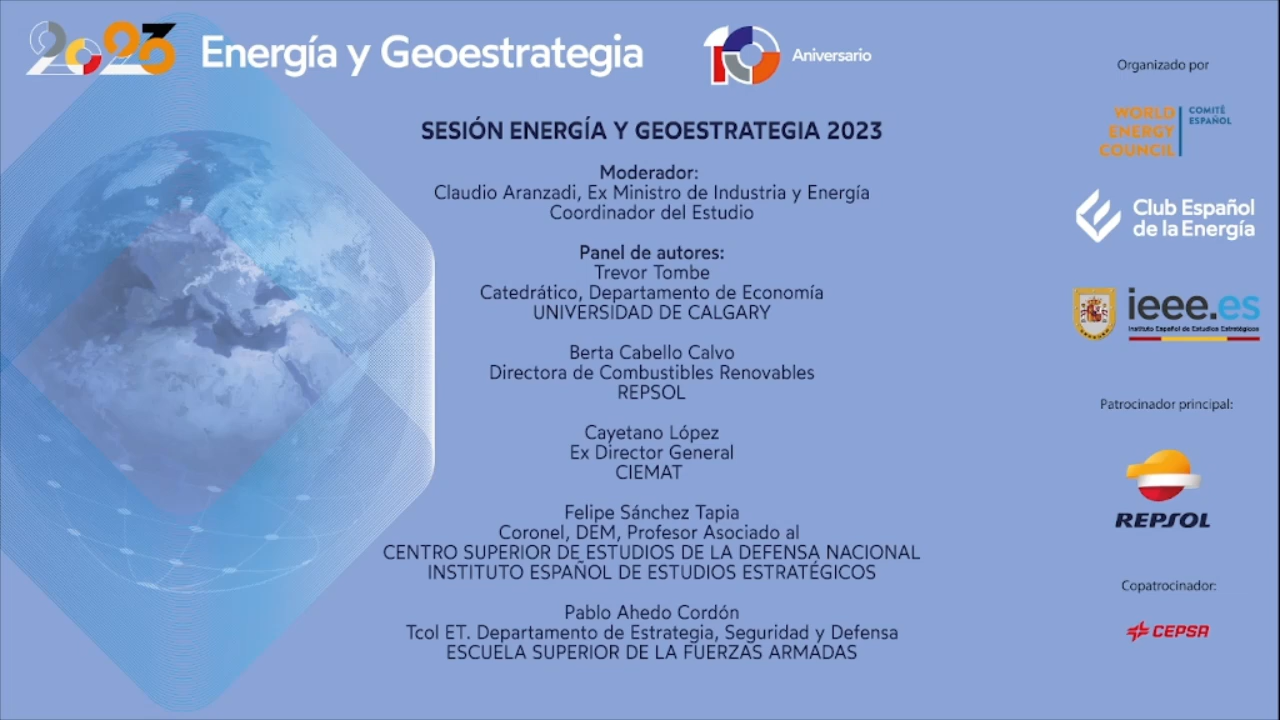 2023 Energía y Geoestrategia
10 Aniversario
SESIÓN ENERGÍA Y GEOESTRATEGIA 2023
Moderador:
Claudio Aranzadi, Ex Ministro de Industria y Energía
Coordinador del Estudio
Panel de autores:
Trevor Tombe
Catedrático, Departamento de Economía
UNIVERSIDAD DE CALGARY
Berta Cabello Calvo
Directora de Combustibles Renovables
REPSOL
Cayetano López
Ex Director General
CIEMAT
Felipe Sánchez Tapia
Coronel, DEM, Profesor Asociado al
CENTRO SUPERIOR DE ESTUDIOS DE LA DEFENSA NACIONAL
INSTITUTO ESPAÑOL DE ESTUDIOS ESTRATÉGICOS
Pablo Ahedo Cordón
Tcol ET. Departamento de Estrategia, Seguridad y Defensa
ESCUELA SUPERIOR DE LA FUERZAS ARMADAS
Organizado por
WORLD
ENERGY
COUNCIL
COMITÉ
ESPAÑOL
Club Español
de la Energía
ieee.es
Instituto Español de Estudios Estratégicos
Patrocinador principal:
REPSOL
Copatrocinador:
CEPSA